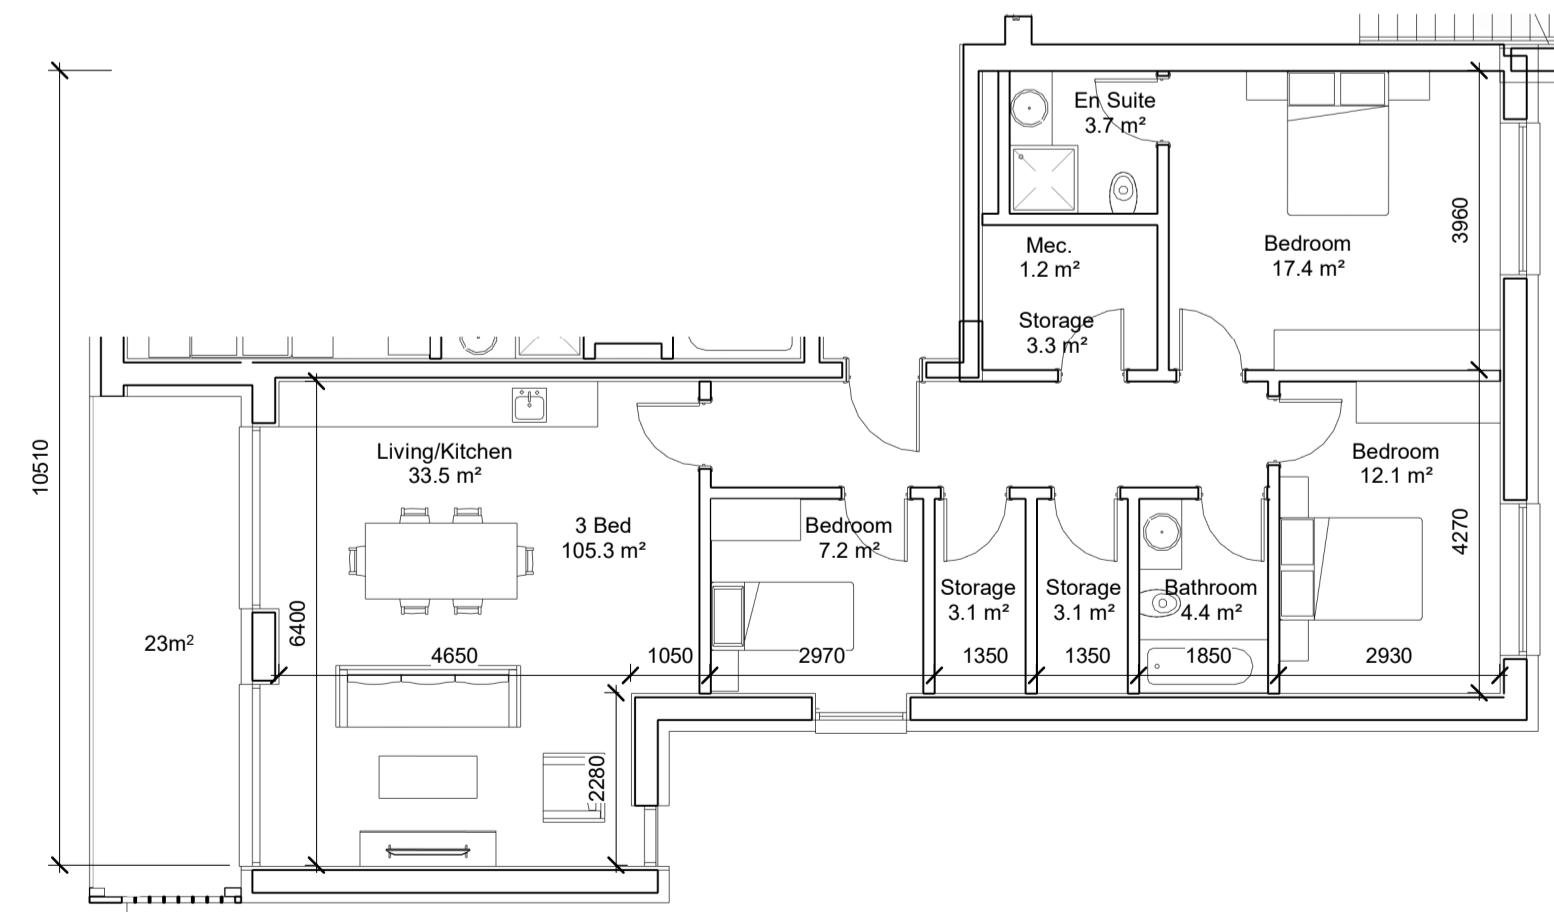 En Suite
3.7 m²
Mec.
1.2 m²
Bedroom
17.4 m²
3960
Storage
3.3 m²
10510
Living/Kitchen
33.5 m²
3 Bed
105.3 m²
Bedroom
7.2 m²
Bedroom
12.1 m²
4270
Storage
3.1 m²
Storage
3.1 m²
Bathroom
4.4 m²
23m²
6400
4650
1050
2970
1350
1350
1850
2930
2280